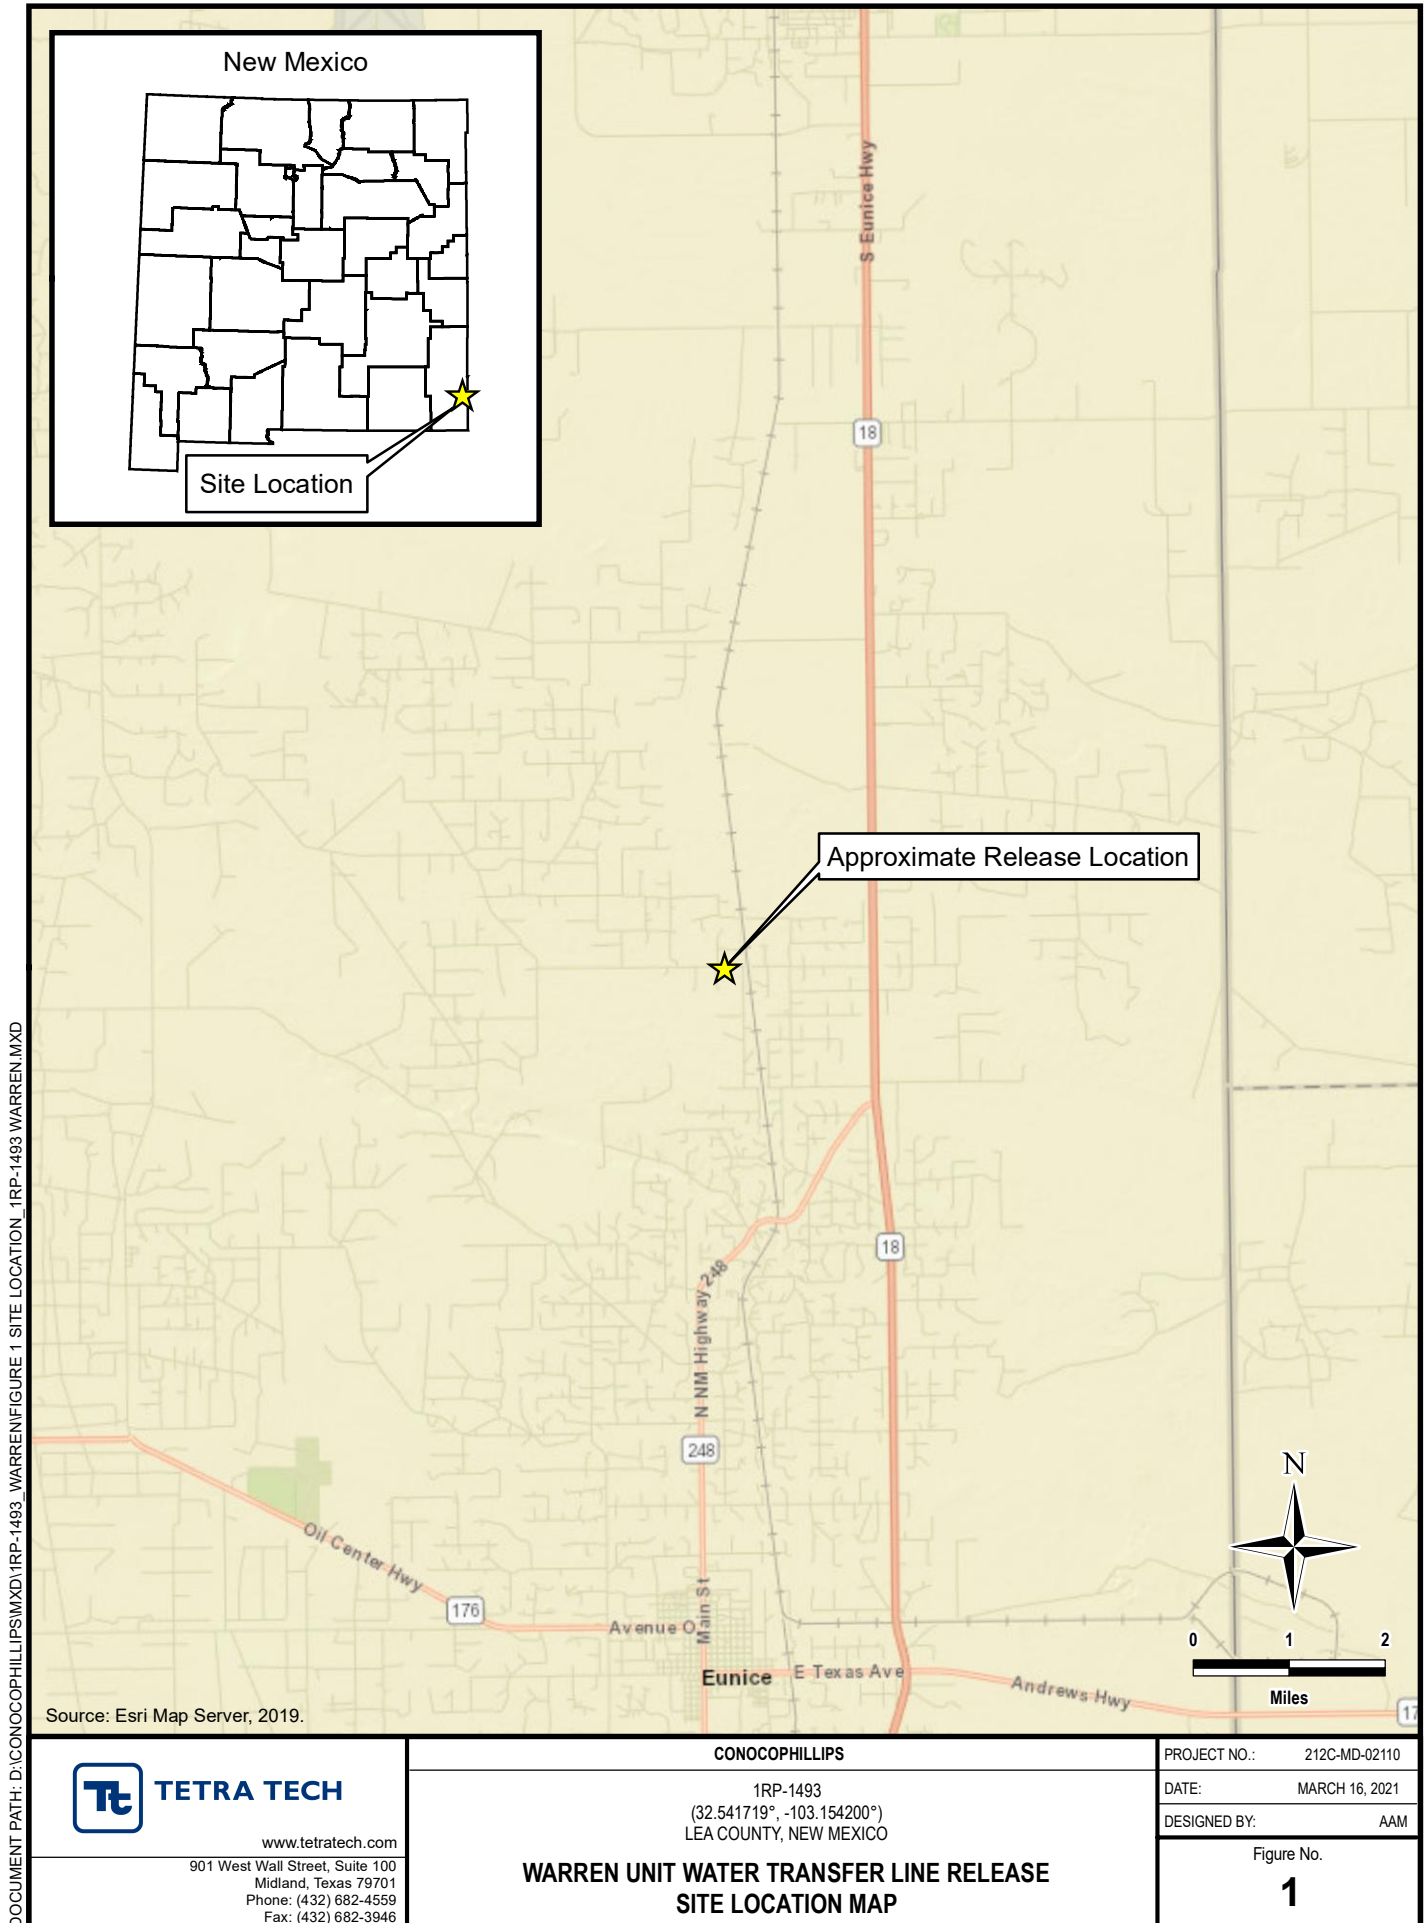 New Mexico
Site Location
S Eunice Hwy
18
Approximate Release Location
18
N NM Highway 248
248
Oil Center Hwy
176
Avenue O
Main St
Eunice
E Texas Ave
Andrews Hwy
17
N
0 1 2
Miles
Source: Esri Map Server, 2019.
DOCUMENT PATH: D:\CONOCOPHILLIPS\MXD\1RP-1493_WARREN\FIGURE 1 SITE LOCATION_1RP-1493 WARREN.MXD
Tt TETRA TECH
www.tetratech.com
901 West Wall Street, Suite 100
Midland, Texas 79701
Phone: (432) 682-4559
Fax: (432) 682-3946
CONOCOPHILLIPS
1RP-1493
(32.541719°, -103.154200°)
LEA COUNTY, NEW MEXICO
WARREN UNIT WATER TRANSFER LINE RELEASE
SITE LOCATION MAP
PROJECT NO.: 212C-MD-02110
DATE: MARCH 16, 2021
DESIGNED BY: AAM
Figure No.
1